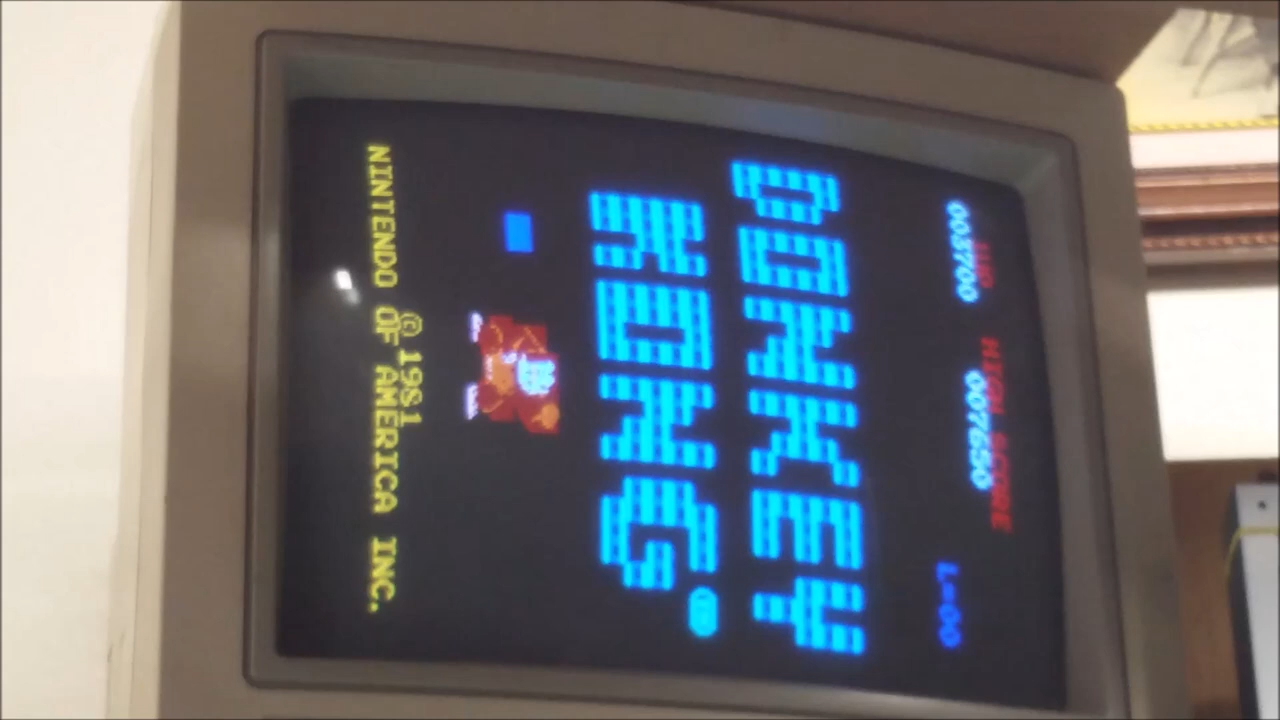 1UP HIGH SCORE
003700 007650
L=00
DONKEY
KONG
©1981
NINTENDO OF AMERICA INC.